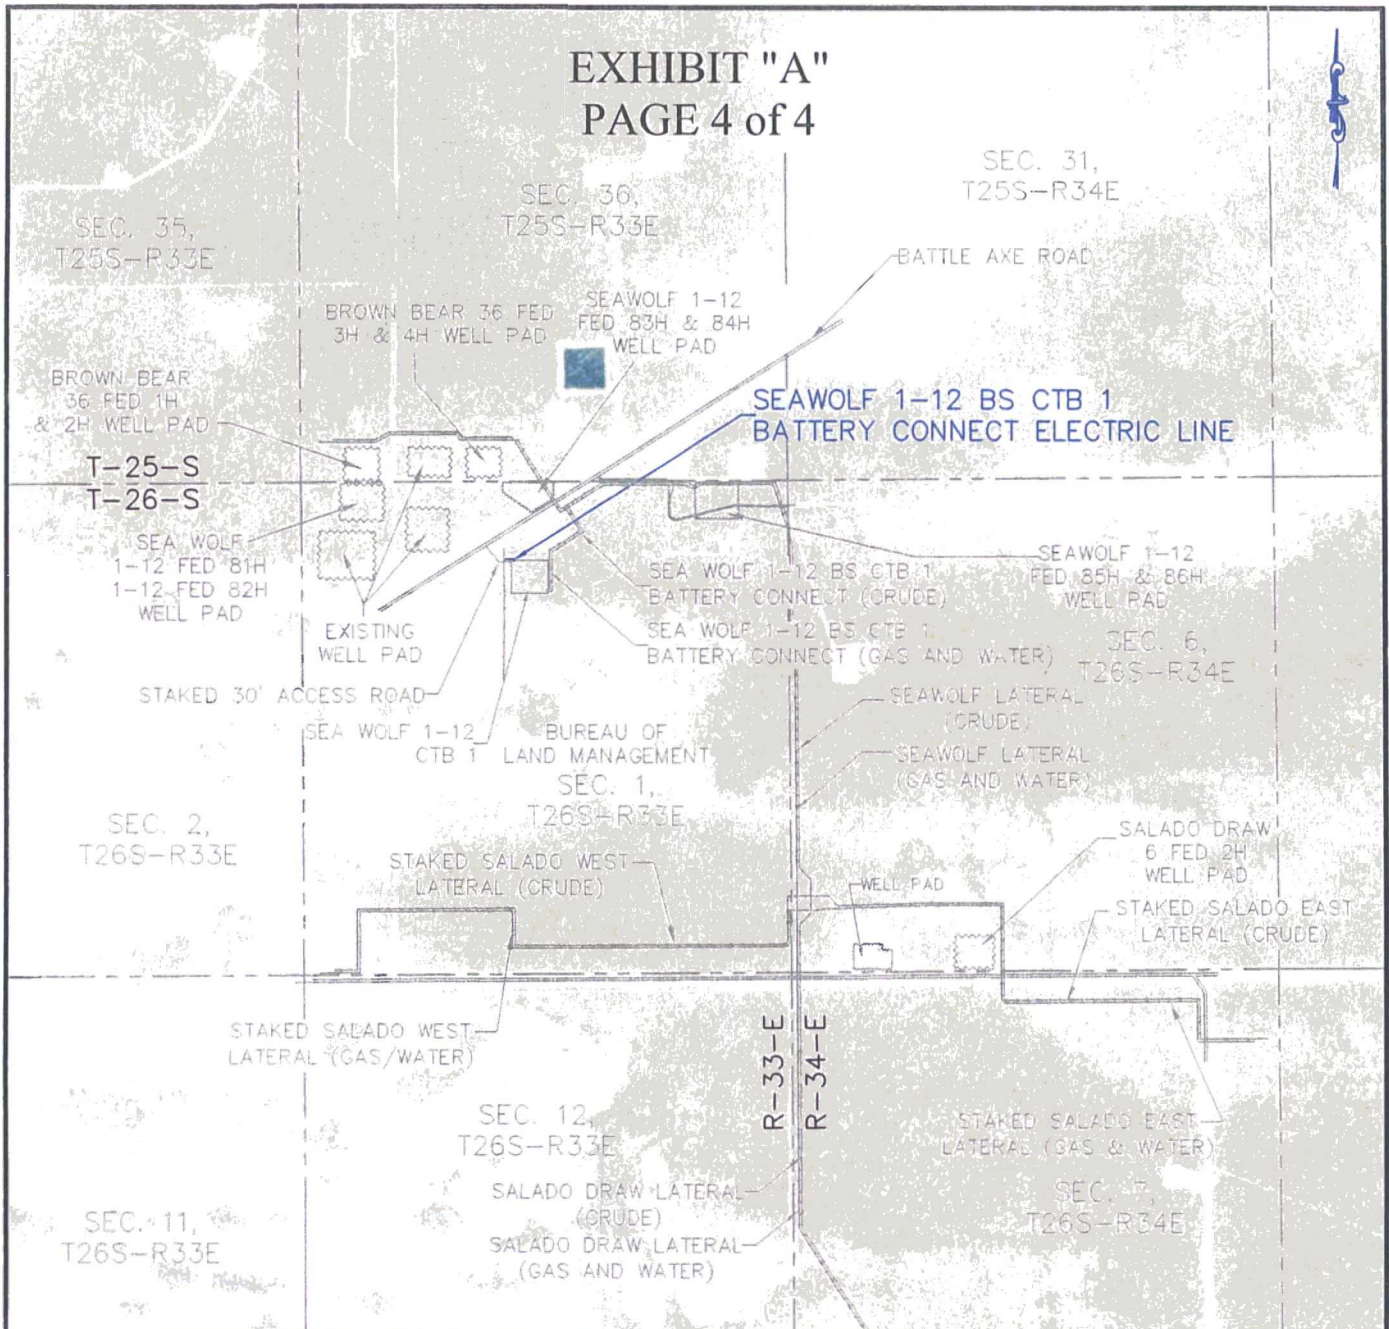 EXHIBIT "A"
PAGE 4 of 4
SEC. 31,
T25S-R34E
SEC. 36,
T25S-R33E
SEC. 35,
T25S-R33E
BATTLE AXE ROAD
BROWN BEAR 36 FED
3H & 4H WELL PAD
SEAWOLF 1-12
FED 83H & 84H
WELL PAD
BROWN BEAR
36 FED 1H
& 2H WELL PAD
SEAWOLF 1-12 BS CTB 1
BATTERY CONNECT ELECTRIC LINE
T-25-S
T-26-S
SEA WOLF
1-12 FED 81H
1-12 FED 82H
WELL PAD
SEAWOLF 1-12
FED 85H & 86H
WELL PAD
SEA WOLF 1-12 BS CTB 1
BATTERY CONNECT (CRUDE)
EXISTING
WELL PAD
SEA WOLF 1-12 BS CTB 1
BATTERY CONNECT (GAS AND WATER)
SEC. 6,
T26S-R34E
STAKED 30' ACCESS ROAD
SEAWOLF LATERAL
(CRUDE)
SEA WOLF 1-12
CTB 1
BUREAU OF
LAND MANAGEMENT
SEC. 1,
T26S-R33E
SEAWOLF LATERAL
(GAS AND WATER)
SEC. 2,
T26S-R33E
SALADO DRAW
6 FED 2H
WELL PAD
STAKED SALADO WEST
LATERAL (CRUDE)
WELL PAD
STAKED SALADO EAST
LATERAL (CRUDE)
STAKED SALADO WEST
LATERAL (GAS/WATER)
R-33-E
R-34-E
SEC. 12,
T26S-R33E
STAKED SALADO EAST
LATERAL (GAS & WATER)
SALADO DRAW LATERAL
(CRUDE)
SEC. 7,
T26S-R34E
SEC. 11,
T26S-R33E
SALADO DRAW LATERAL
(GAS AND WATER)